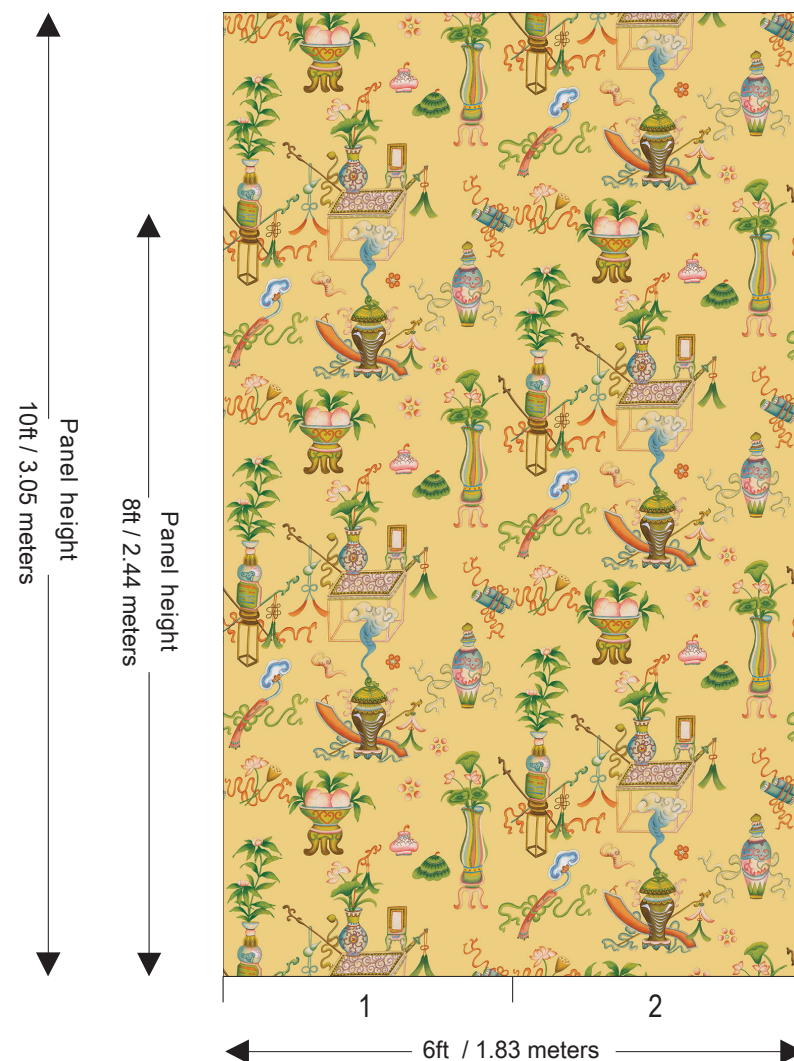 Panel height
10ft / 3.05 meters
Panel height
8ft / 2.44 meters
1
2
6ft / 1.83 meters